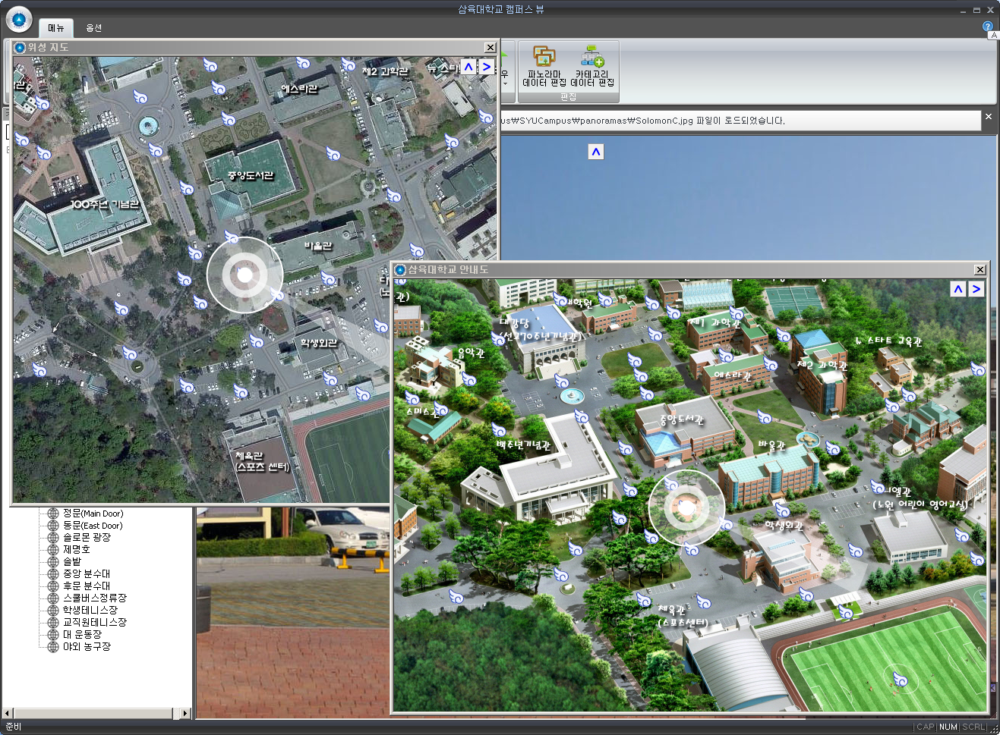 삼육대학교 캠퍼스 뷰
메뉴
옵션
A
위성 지도
제2 과학관
에스라관
중앙도서관
100주년 기념관
바울관
학생회관
체육관
(스포츠 센터)
우
파노라마
데이터 편집
카테고리
데이터 편집
편집
us₩SYUCampus₩panoramas₩SolomonC.jpg 파일이 로드되었습니다.
삼육대학교 안내도
대강당
(선교70주년기념관)
대학원
음악관
제1 과학관
뉴 스타트 교육관
제2 과학관
에스라관
스미스관
중앙도서관
백주년기념관
바울관
(노원 어린이 영어교실)
학생회관
체육관
(스포츠센터)
정문(Main Door)
동문(East Door)
솔로몬 광장
제명호
솔밭
중앙 분수대
후문 분수대
스쿨버스정류장
학생테니스장
교직원테니스장
대 운동장
야외 농구장
준비
CAP NUM SCRL